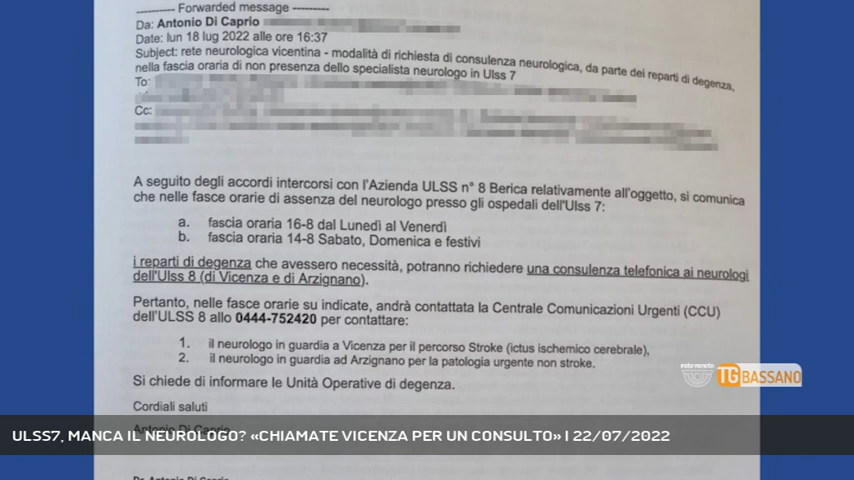 ---------- Forwarded message ----------
Da: Antonio Di Caprio
Date: lun 18 lug 2022 alle ore 16:37
Subject: rete neurologica vicentina - modalità di richiesta di consulenza neurologica, da parte dei reparti di degenza,
nella fascia oraria di non presenza dello specialista neurologo in Ulss 7
To:
Cc:
A seguito degli accordi intercorsi con l'Azienda ULSS n° 8 Berica relativamente all'oggetto, si comunica
che nelle fasce orarie di assenza del neurologo presso gli ospedali dell'Ulss 7:
a. fascia oraria 16-8 dal Lunedì al Venerdì
b. fascia oraria 14-8 Sabato, Domenica e festivi
i reparti di degenza che avessero necessità, potranno richiedere una consulenza telefonica ai neurologi
dell'Ulss 8 (di Vicenza e di Arzignano).
Pertanto, nelle fasce orarie su indicate, andrà contattata la Centrale Comunicazioni Urgenti (CCU)
dell'ULSS 8 allo 0444-752420 per contattare:
1. il neurologo in guardia a Vicenza per il percorso Stroke (ictus ischemico cerebrale),
2. il neurologo in guardia ad Arzignano per la patologia urgente non stroke.
Si chiede di informare le Unità Operative di degenza.
Cordiali saluti
Antonio Di Caprio
rete veneta
TG BASSANO
ULSS7, MANCA IL NEUROLOGO? «CHIAMATE VICENZA PER UN CONSULTO» | 22/07/2022
Dr. Antonio Di Caprio